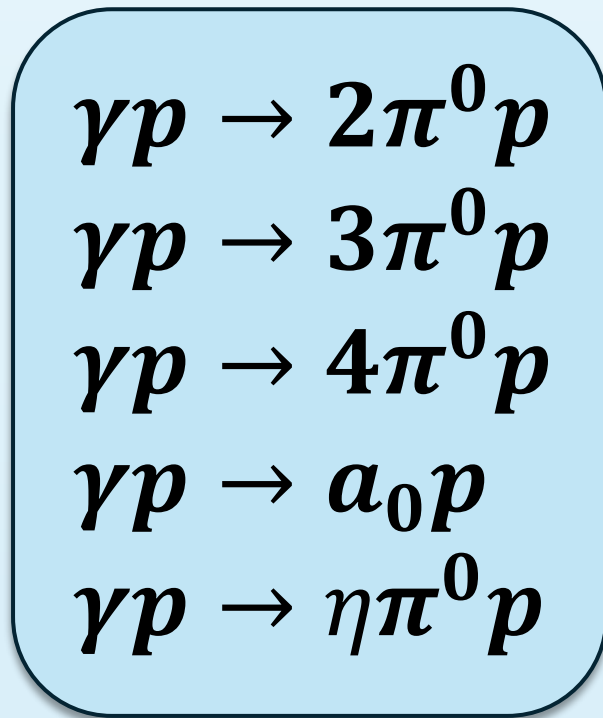 γp → 2π⁰p
γp → 3π⁰p
γp → 4π⁰p
γp → a₀p
γp → ηπ⁰p